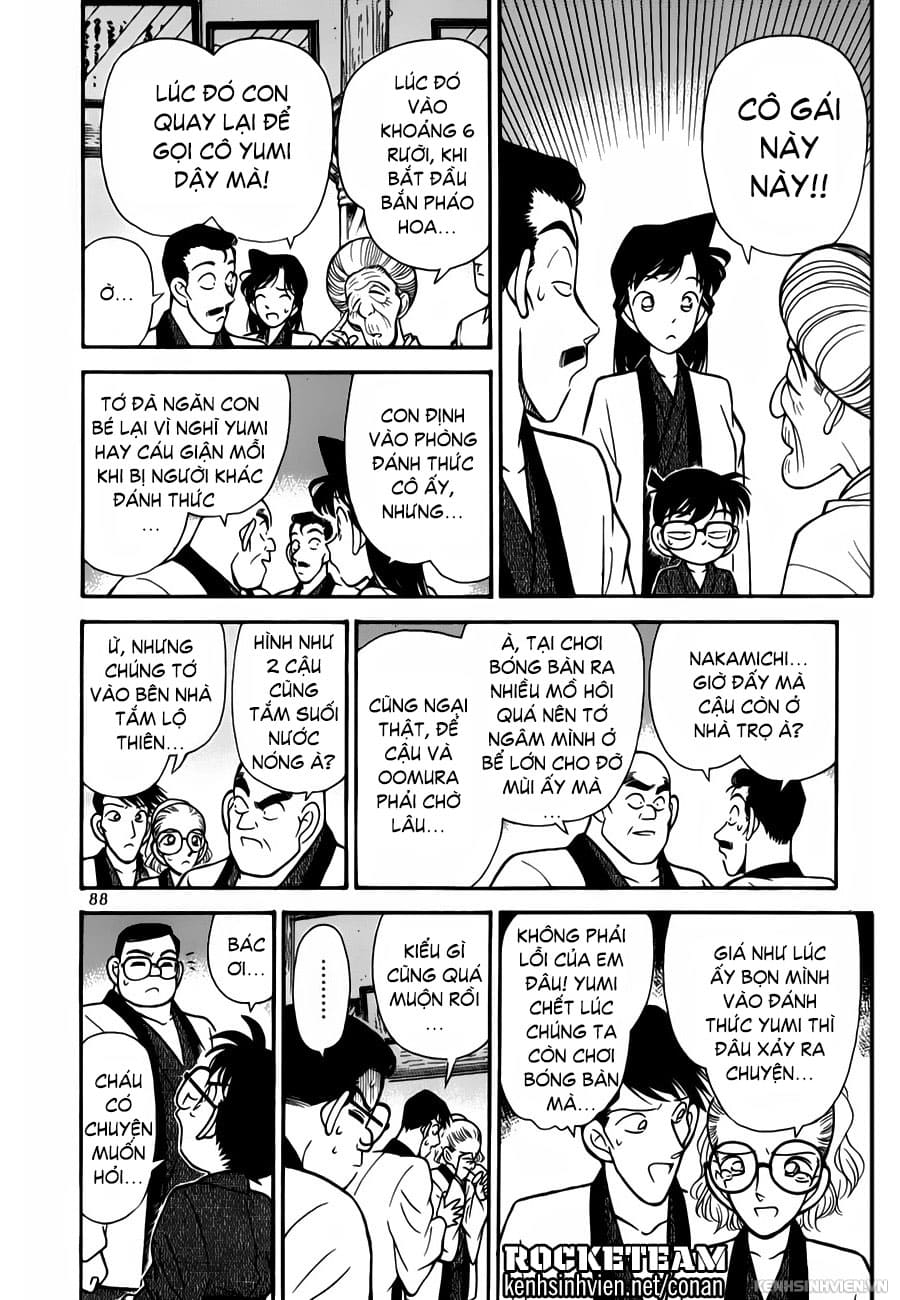 CÔ GÁI
NÀY
NÀY!!
LÚC ĐÓ
VÀO
KHOẢNG 6
RƯỠI, KHI
BẮT ĐẦU
BẮN PHÁO
HOA...
LÚC ĐÓ CON
QUAY LẠI ĐỂ
GỌI CÔ YUMI
DẬY MÀ!
Ờ...
CON ĐỊNH
VÀO PHÒNG
ĐÁNH THỨC
CÔ ẤY,
NHƯNG...
TỚ ĐÃ NGĂN CON
BÉ LẠI VÌ NGHĨ YUMI
HAY CÁU GIẬN MỖI
KHI BỊ NGƯỜI KHÁC
ĐÁNH THỨC
...
NAKAMICHI...
GIỜ ĐẤY MÀ
CẬU CÒN Ở
NHÀ TRỌ À?
À, TẠI CHƠI
BÓNG BÀN RA
NHIỀU MỒ HÔI
QUÁ NÊN TỚ
NGÂM MÌNH Ở
BỂ LỚN CHO ĐỠ
MÙI ẤY MÀ
...
CŨNG NGẠI
THẬT, ĐỂ
CẬU VÀ
OOMURA
PHẢI CHỜ
LÂU...
HÌNH NHƯ
2 CẬU
CŨNG
TẮM SUỐI
NƯỚC
NÓNG À?
Ừ, NHƯNG
CHÚNG TỚ
VÀO BÊN NHÀ
TẮM LỘ
THIÊN...
88
GIÁ NHƯ LÚC
ẤY BỌN MÌNH
VÀO ĐÁNH
THỨC YUMI THÌ
ĐÂU XẢY RA
CHUYỆN...
KHÔNG PHẢI
LỖI CỦA EM
ĐÂU! YUMI
CHẾT LÚC
CHÚNG TA
CÒN CHƠI
BÓNG BÀN
MÀ...
KIỂU GÌ
CŨNG QUÁ
MUỘN RỒI
...
.........
BÁC
ƠI...
CHÁU
CÓ
CHUYỆN
MUỐN
HỎI.
ROCKETEAM
kenhsinhvien.net/conan
KENHSINHVIEN.VN